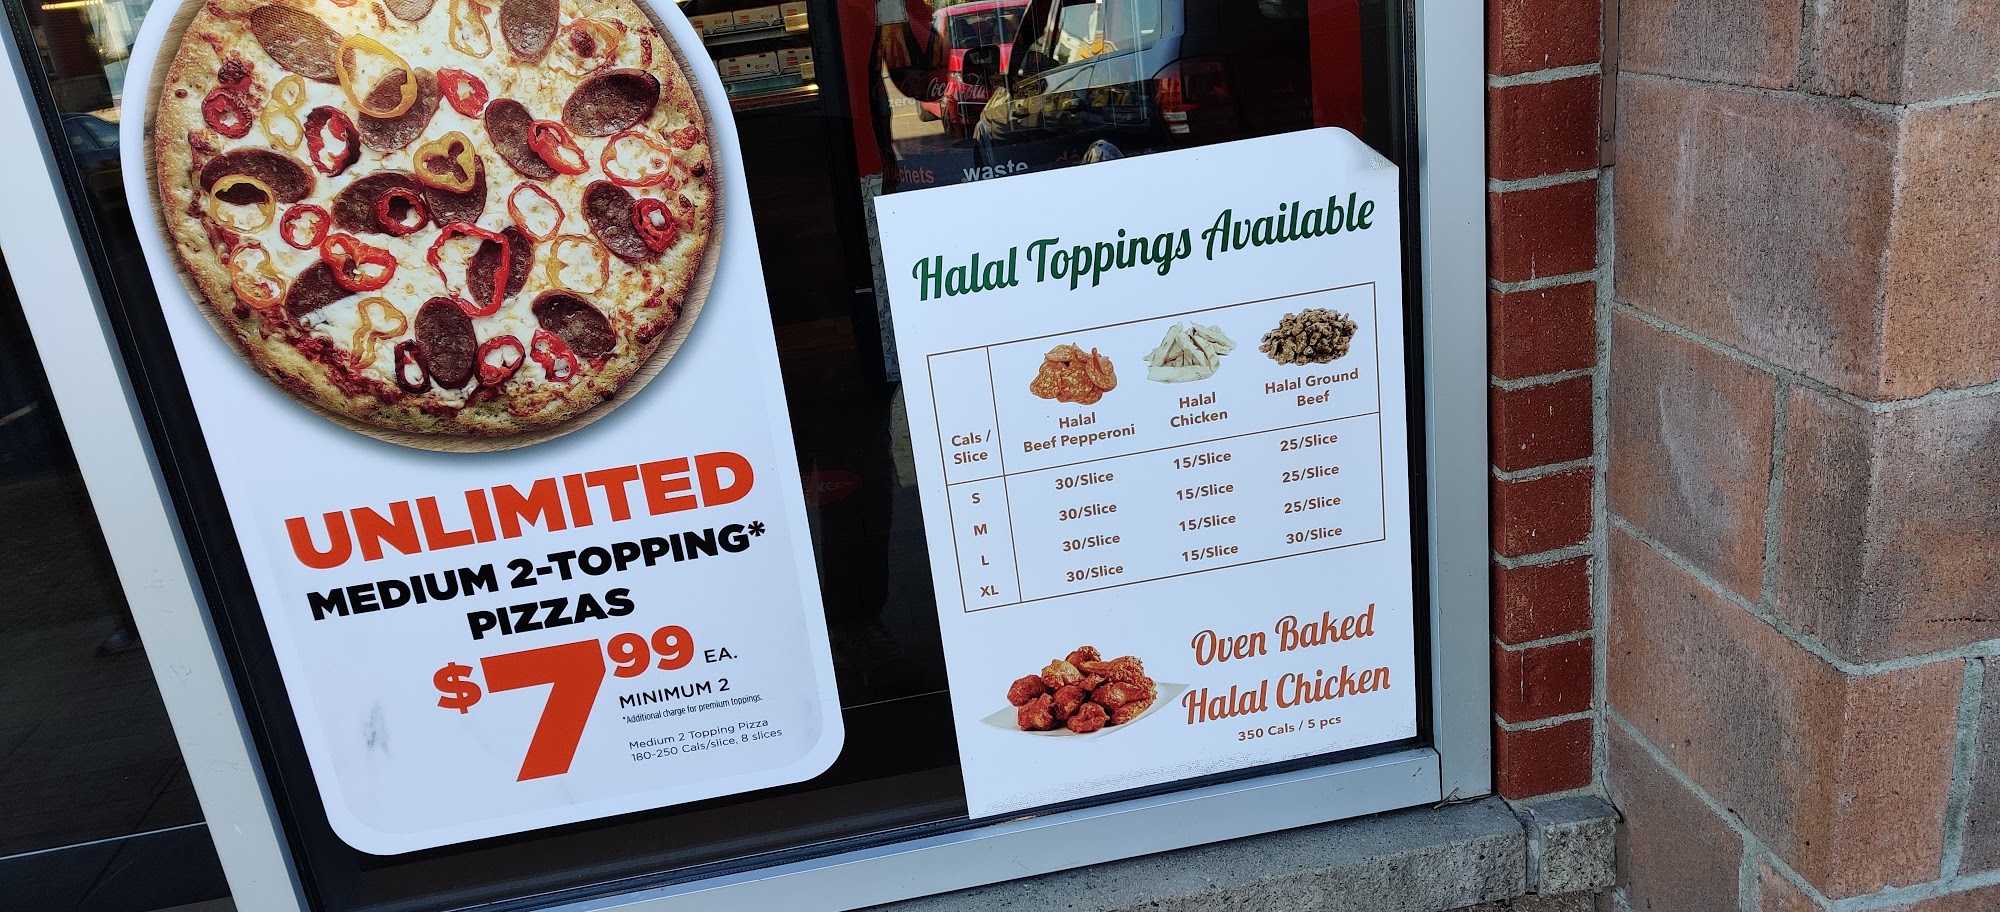 UNLIMITED
MEDIUM 2-TOPPING*
PIZZAS
$7.99 EA.
MINIMUM 2
*Additional charge for premium toppings.
Medium 2 Topping Pizza
180-250 Cals/slice, 8 slices
zero
Coca-Cola
waste
Halal Toppings Available
Cals / Slice
Halal Beef Pepperoni
Halal Chicken
Halal Ground Beef
S 30/Slice 15/Slice 25/Slice
M 30/Slice 15/Slice 25/Slice
L 30/Slice 15/Slice 25/Slice
XL 30/Slice 15/Slice 30/Slice
Oven Baked
Halal Chicken
350 Cals / 5 pcs